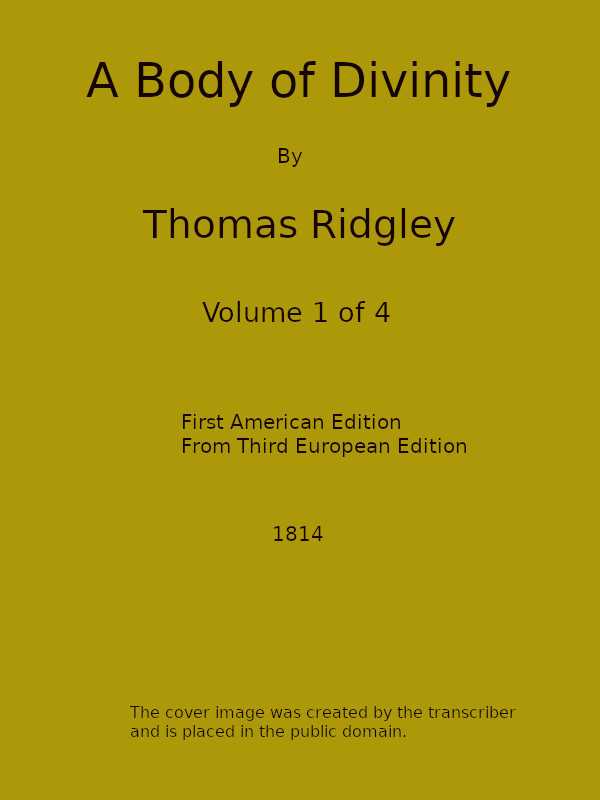 A Body of Divinity
By
Thomas Ridgley
Volume 1 of 4
First American Edition
From Third European Edition
1814
The cover image was created by the transcriber
and is placed in the public domain.